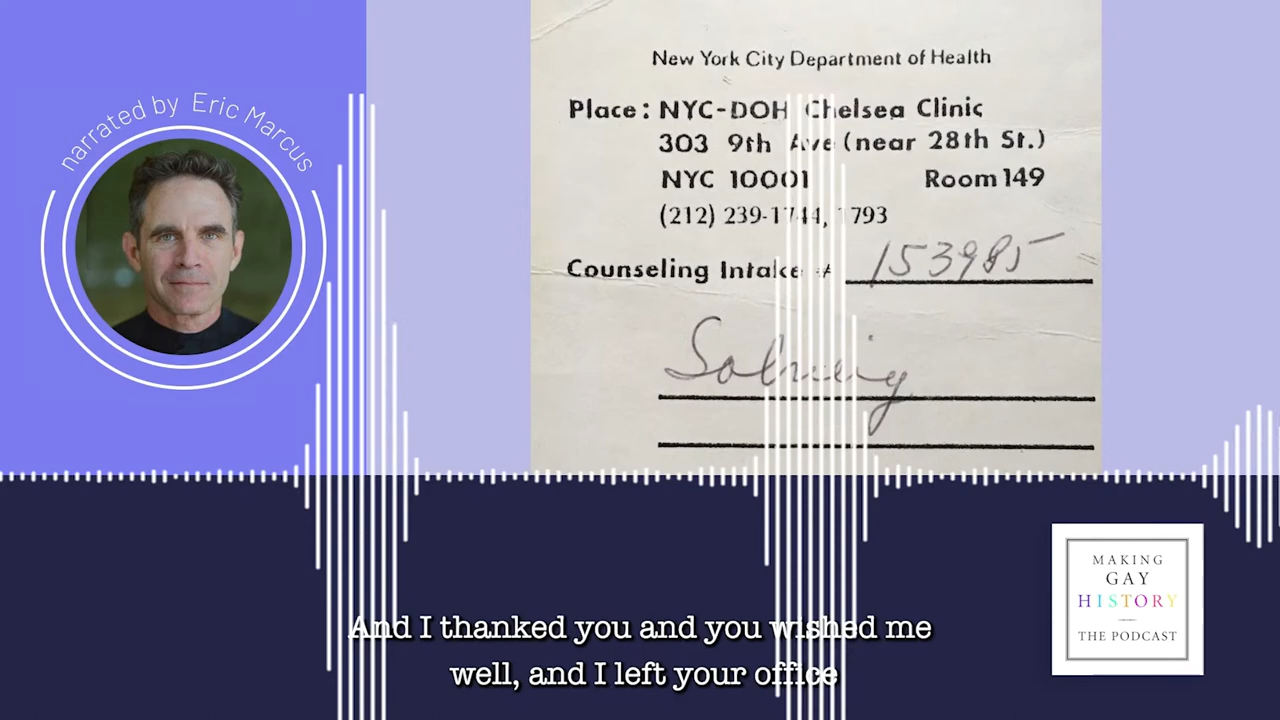 narrated by Eric Marcus
New York City Department of Health
Place: NYC-DOH Chelsea Clinic
303 9th Ave (near 28th St.)
NYC 10001 Room 149
(212) 239-1744, 1793
Counseling Intake # 153985
And I thanked you and you wished me
well, and I left your office
MAKING
GAY
HISTORY
THE PODCAST